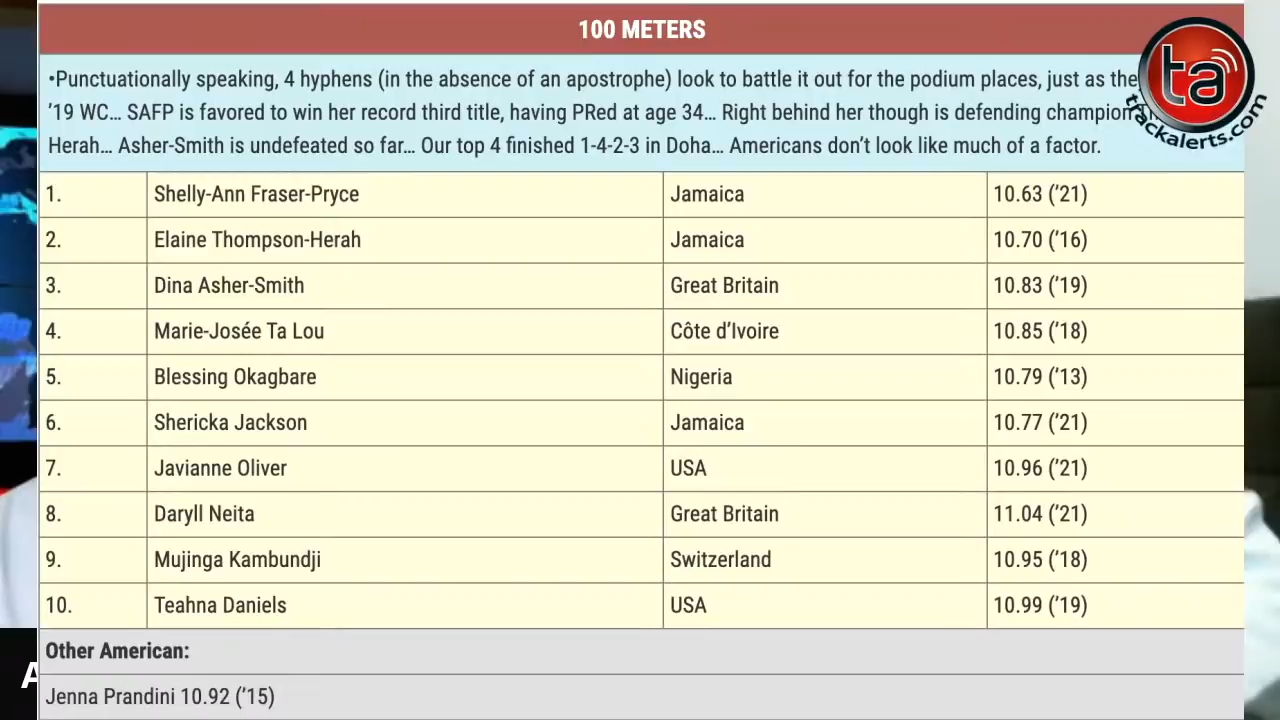 100 METERS
•Punctuationally speaking, 4 hyphens (in the absence of an apostrophe) look to battle it out for the podium places, just as the
’19 WC… SAFP is favored to win her record third title, having PRed at age 34… Right behind her though is defending champion
Herah… Asher-Smith is undefeated so far… Our top 4 finished 1-4-2-3 in Doha… Americans don’t look like much of a factor.
ta
trackalerts.com
1. Shelly-Ann Fraser-Pryce Jamaica 10.63 (’21)
2. Elaine Thompson-Herah Jamaica 10.70 (’16)
3. Dina Asher-Smith Great Britain 10.83 (’19)
4. Marie-Josée Ta Lou Côte d’Ivoire 10.85 (’18)
5. Blessing Okagbare Nigeria 10.79 (’13)
6. Shericka Jackson Jamaica 10.77 (’21)
7. Javianne Oliver USA 10.96 (’21)
8. Daryll Neita Great Britain 11.04 (’21)
9. Mujinga Kambundji Switzerland 10.95 (’18)
10. Teahna Daniels USA 10.99 (’19)
Other American:
Jenna Prandini 10.92 (’15)